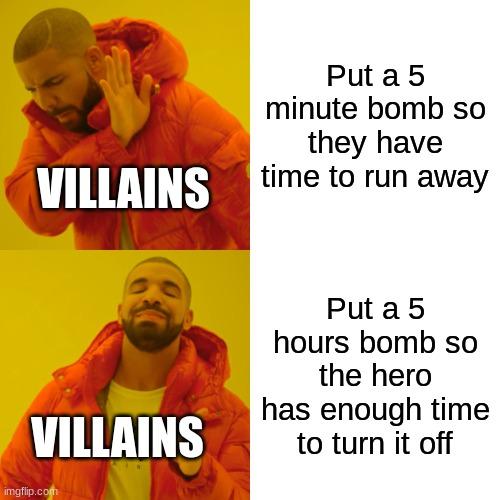 Put a 5
minute bomb so
they have
time to run away
VILLAINS
Put a 5
hours bomb so
the hero
has enough time
to turn it off
VILLAINS
imgflip.com